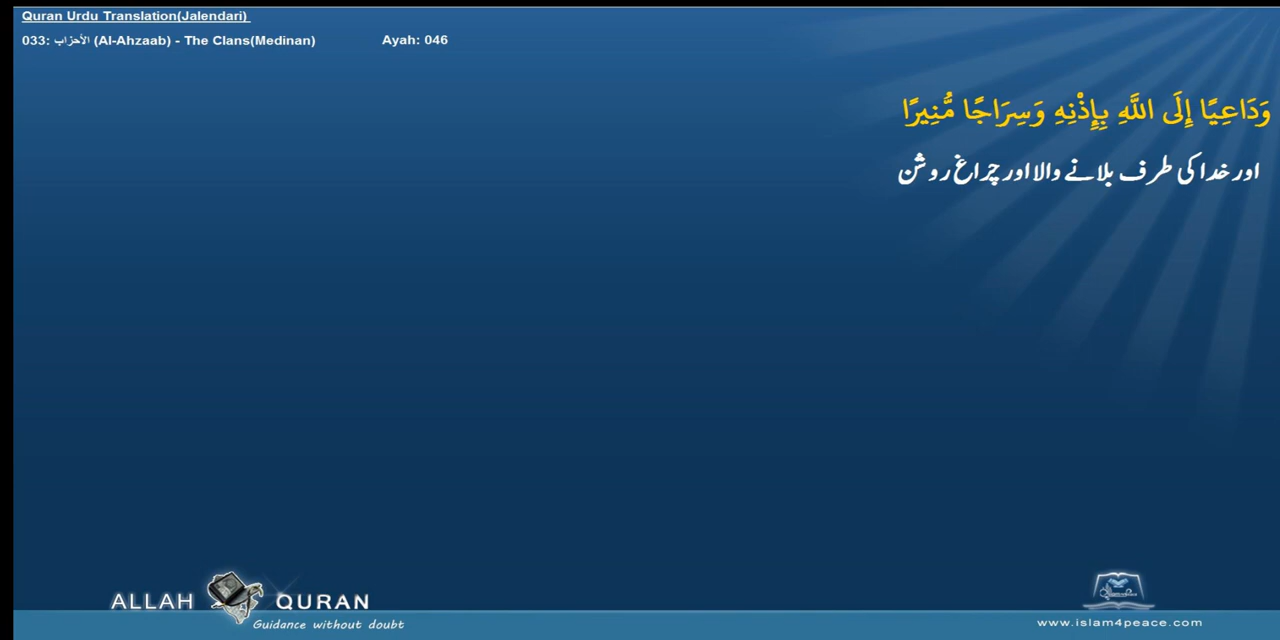 Quran Urdu Translation(Jalendari)
033: الأحزاب (Al-Ahzaab) - The Clans(Medinan) Ayah: 046
وَدَاعِيًا إِلَى اللَّهِ بِإِذْنِهِ وَسِرَاجًا مُّنِيرًا
اور خدا کی طرف بلانے والا اور چراغ روشن
ALLAH QURAN
Guidance without doubt
www.islam4peace.com